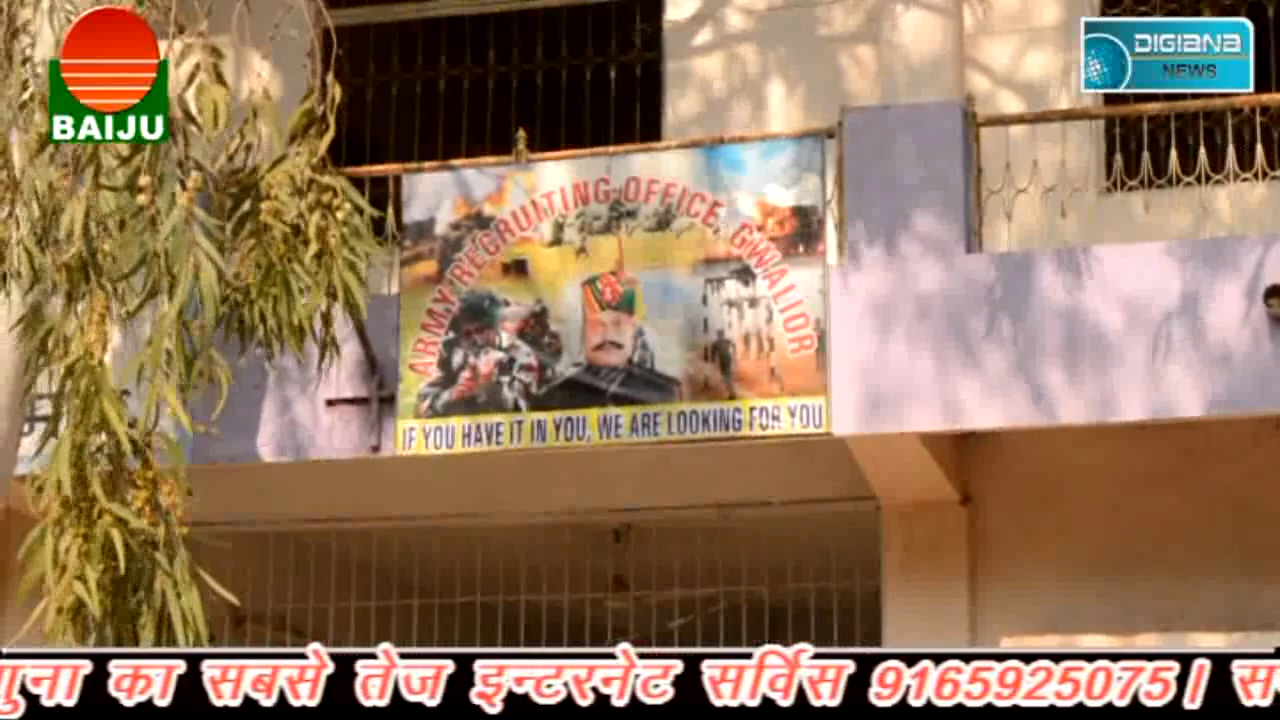 BAIJU
DIGIANA
NEWS
ARMY RECRUITING OFFICE, GWALIOR
IF YOU HAVE IT IN YOU, WE ARE LOOKING FOR YOU
गुना का सबसे तेज इन्टरनेट सर्विस 9165925075। स